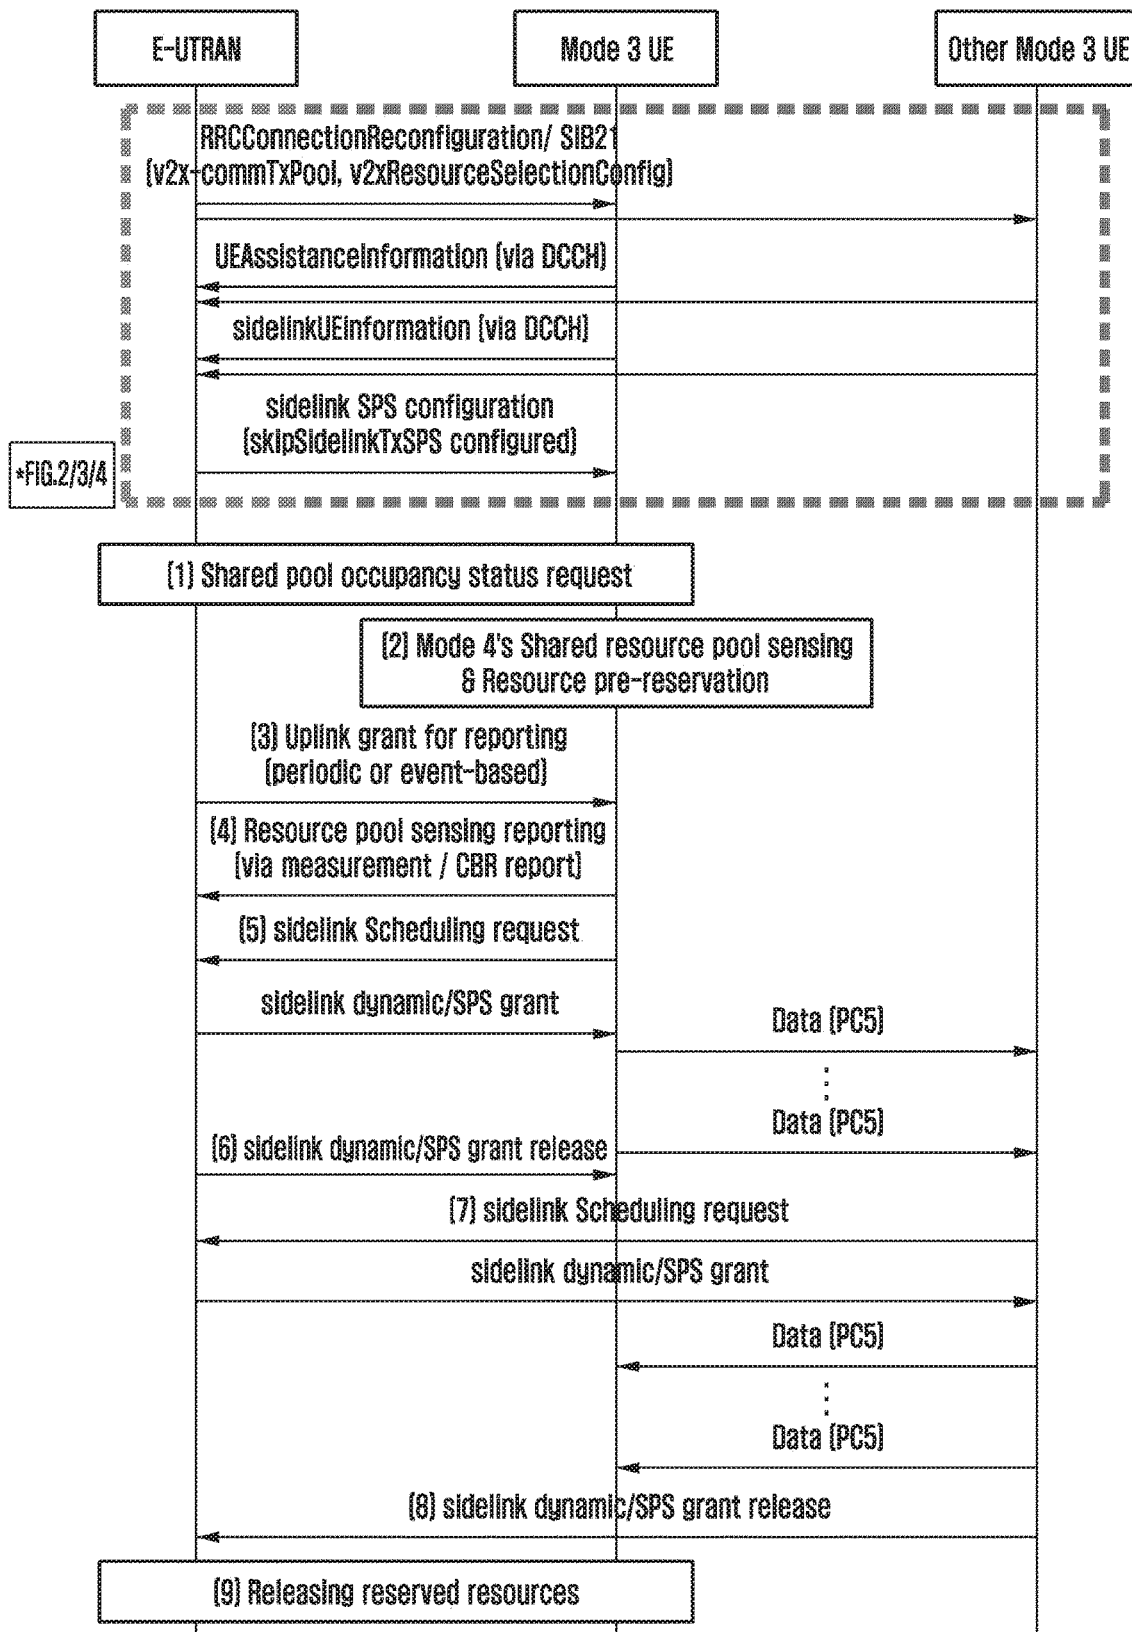 E-UTRAN
Mode 3 UE
Other Mode 3 UE
RRCConnectionReconfiguration/ SIB21
(v2x-commTxPool, v2xResourceSelectionConfig)
UEAssistanceInformation (via DCCH)
sidelinkUEinformation (via DCCH)
sidelink SPS configuration
(skipSidelinkTxSPS configured)
*FIG.2/3/4
(1) Shared pool occupancy status request
(2) Mode 4's Shared resource pool sensing
& Resource pre-reservation
(3) Uplink grant for reporting
(periodic or event-based)
(4) Resource pool sensing reporting
(via measurement / CBR report)
(5) sidelink Scheduling request
sidelink dynamic/SPS grant
Data (PC5)
Data (PC5)
(6) sidelink dynamic/SPS grant release
(7) sidelink Scheduling request
sidelink dynamic/SPS grant
Data (PC5)
Data (PC5)
(8) sidelink dynamic/SPS grant release
(9) Releasing reserved resources